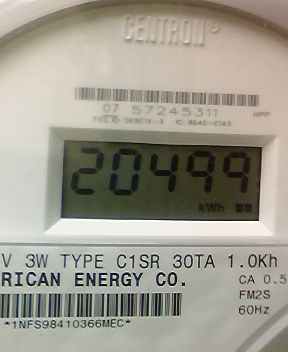 CENTRON®
07 57245311
20499
kWh
V 3W TYPE C1SR 30TA 1.0Kh
RICAN ENERGY CO.
CA 0.5
FM2S
60Hz
*1NFS98410366MEC*